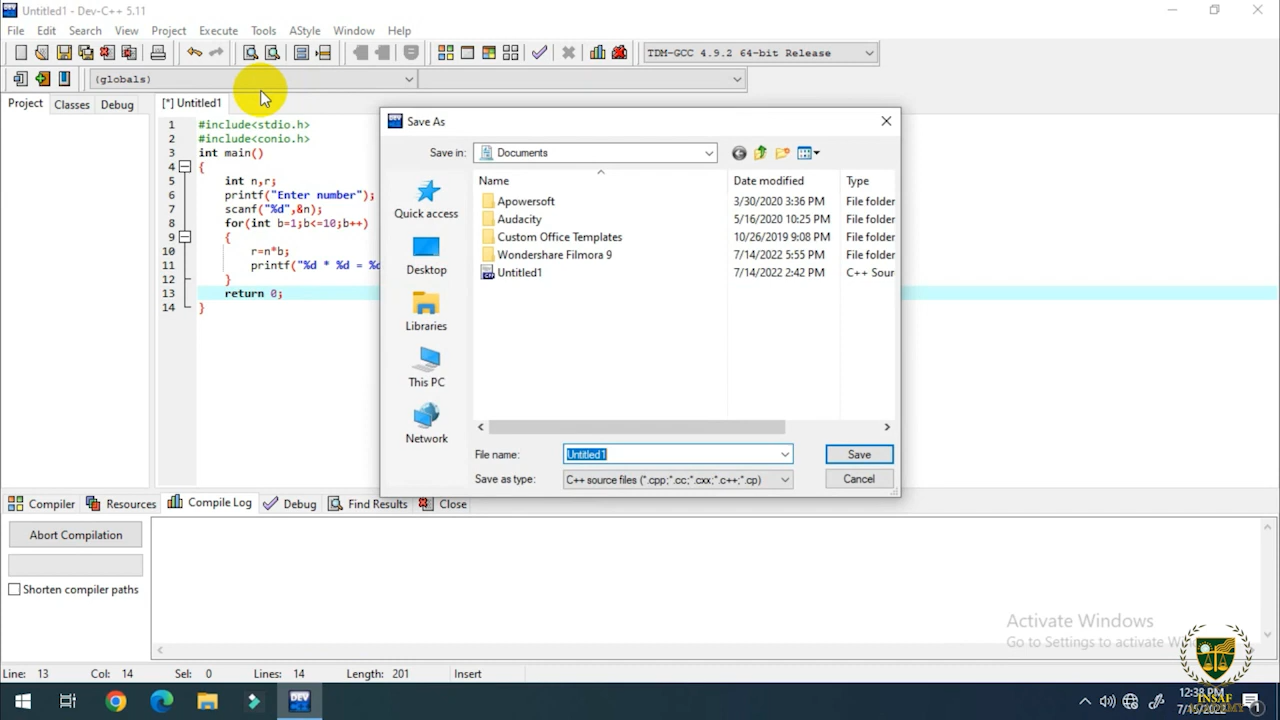 Untitled1 - Dev-C++ 5.11
File Edit Search View Project Execute Tools AStyle Window Help
TDM-GCC 4.9.2 64-bit Release
(globals)
Project Classes Debug [*] Untitled1
1 #include<stdio.h>
2 #include<conio.h>
3 int main()
4 {
5 int n,r;
6 printf("Enter number");
7 scanf("%d",&n);
8 for(int b=1;b<=10;b++)
9 {
10 r=n*b;
11 printf("%d * %d = %d
12 }
13 return 0;
14 }
Save As
Save in: Documents
Name Date modified Type
Quick access
Desktop
Libraries
This PC
Network
Apowersoft 3/30/2020 3:36 PM File folder
Audacity 5/16/2020 10:25 PM File folder
Custom Office Templates 10/26/2019 9:08 PM File folder
Wondershare Filmora 9 7/14/2022 5:55 PM File folder
Untitled1 7/14/2022 2:42 PM C++ Sour
File name: Untitled1 Save
Save as type: C++ source files (*.cpp;*.cc;*.cxx;*.c++;*.cp) Cancel
Compiler Resources Compile Log Debug Find Results Close
Abort Compilation
Shorten compiler paths
Activate Windows
Go to Settings to activate W
Line: 13 Col: 14 Sel: 0 Lines: 14 Length: 201 Insert
DEV
12:38 PM
7/15/2022
INSAF